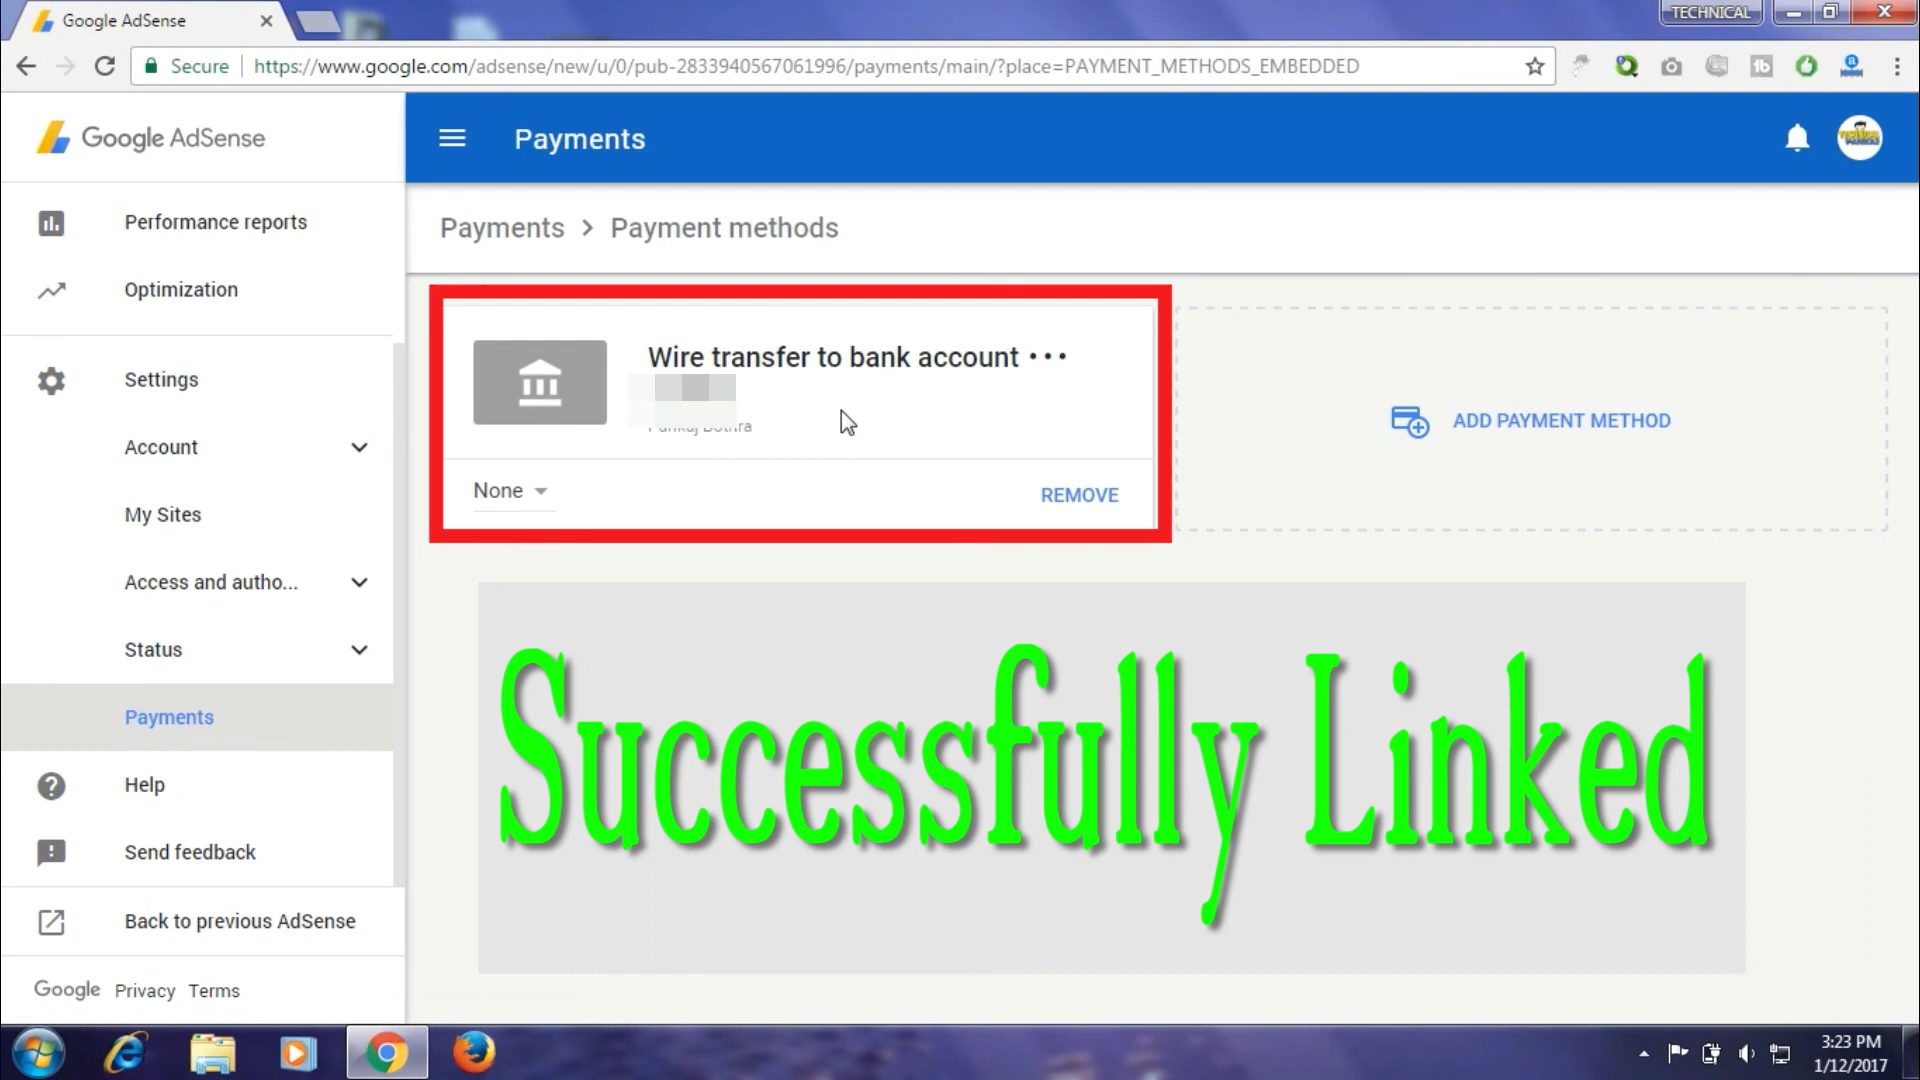 Google AdSense
TECHNICAL
Secure
https://www.google.com/adsense/new/u/0/pub-2833940567061996/payments/main/?place=PAYMENT_METHODS_EMBEDDED
Google AdSense
Payments
Performance reports
Optimization
Settings
Account
My Sites
Access and autho...
Status
Payments
Help
Send feedback
Back to previous AdSense
Google Privacy Terms
Payments > Payment methods
Wire transfer to bank account •••
None
REMOVE
ADD PAYMENT METHOD
Successfully Linked
3:23 PM
1/12/2017